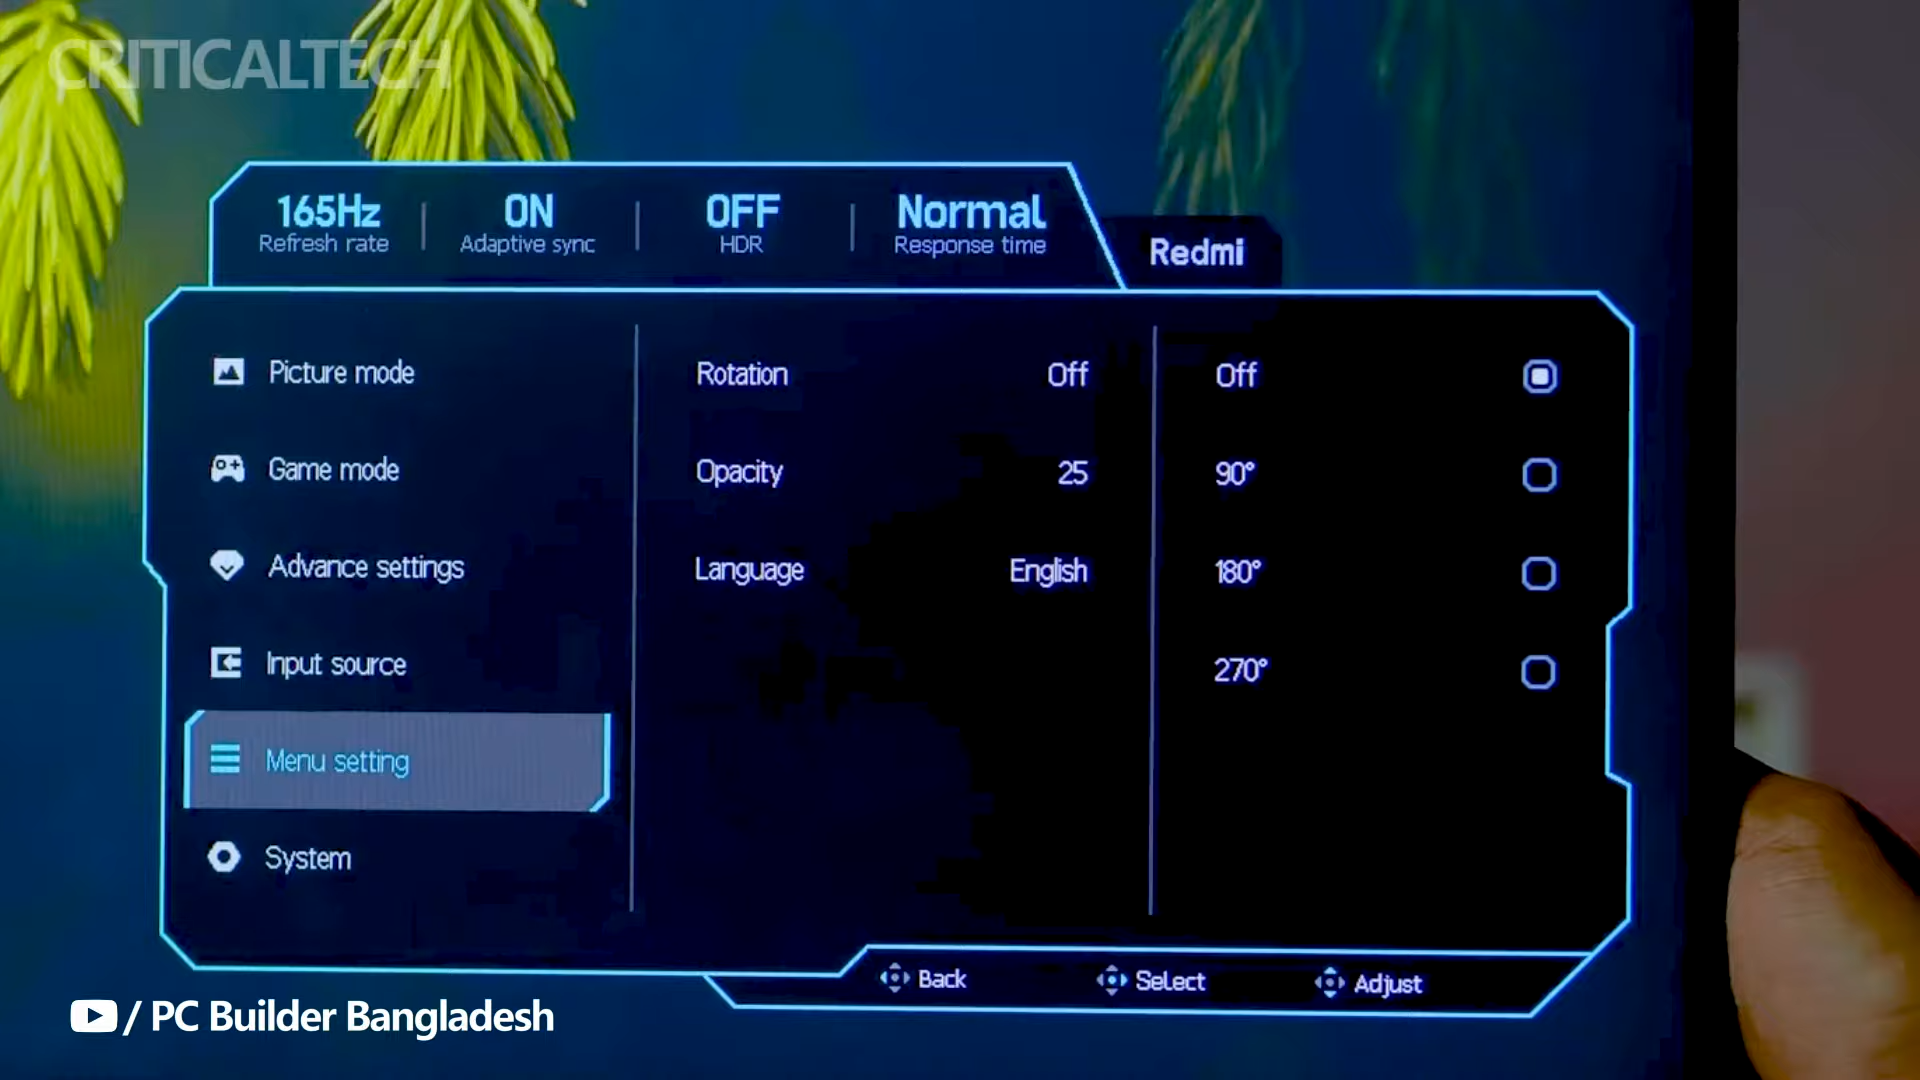 CRITICALTECH
165Hz
Refresh rate
ON
Adaptive sync
OFF
HDR
Normal
Response time
Redmi
Picture mode
Game mode
Advance settings
Input source
Menu setting
System
Rotation Off
Opacity 25
Language English
Off
90°
180°
270°
Back Select Adjust
/ PC Builder Bangladesh